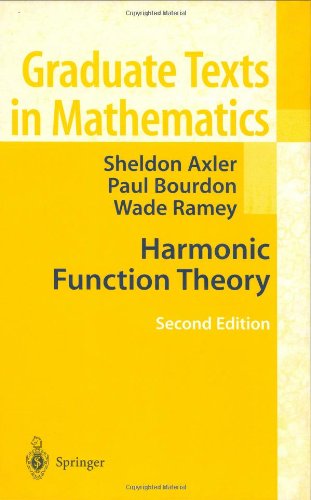 Graduate Texts
in Mathematics
Sheldon Axler
Paul Bourdon
Wade Ramey
Harmonic
Function Theory
Second Edition
Springer